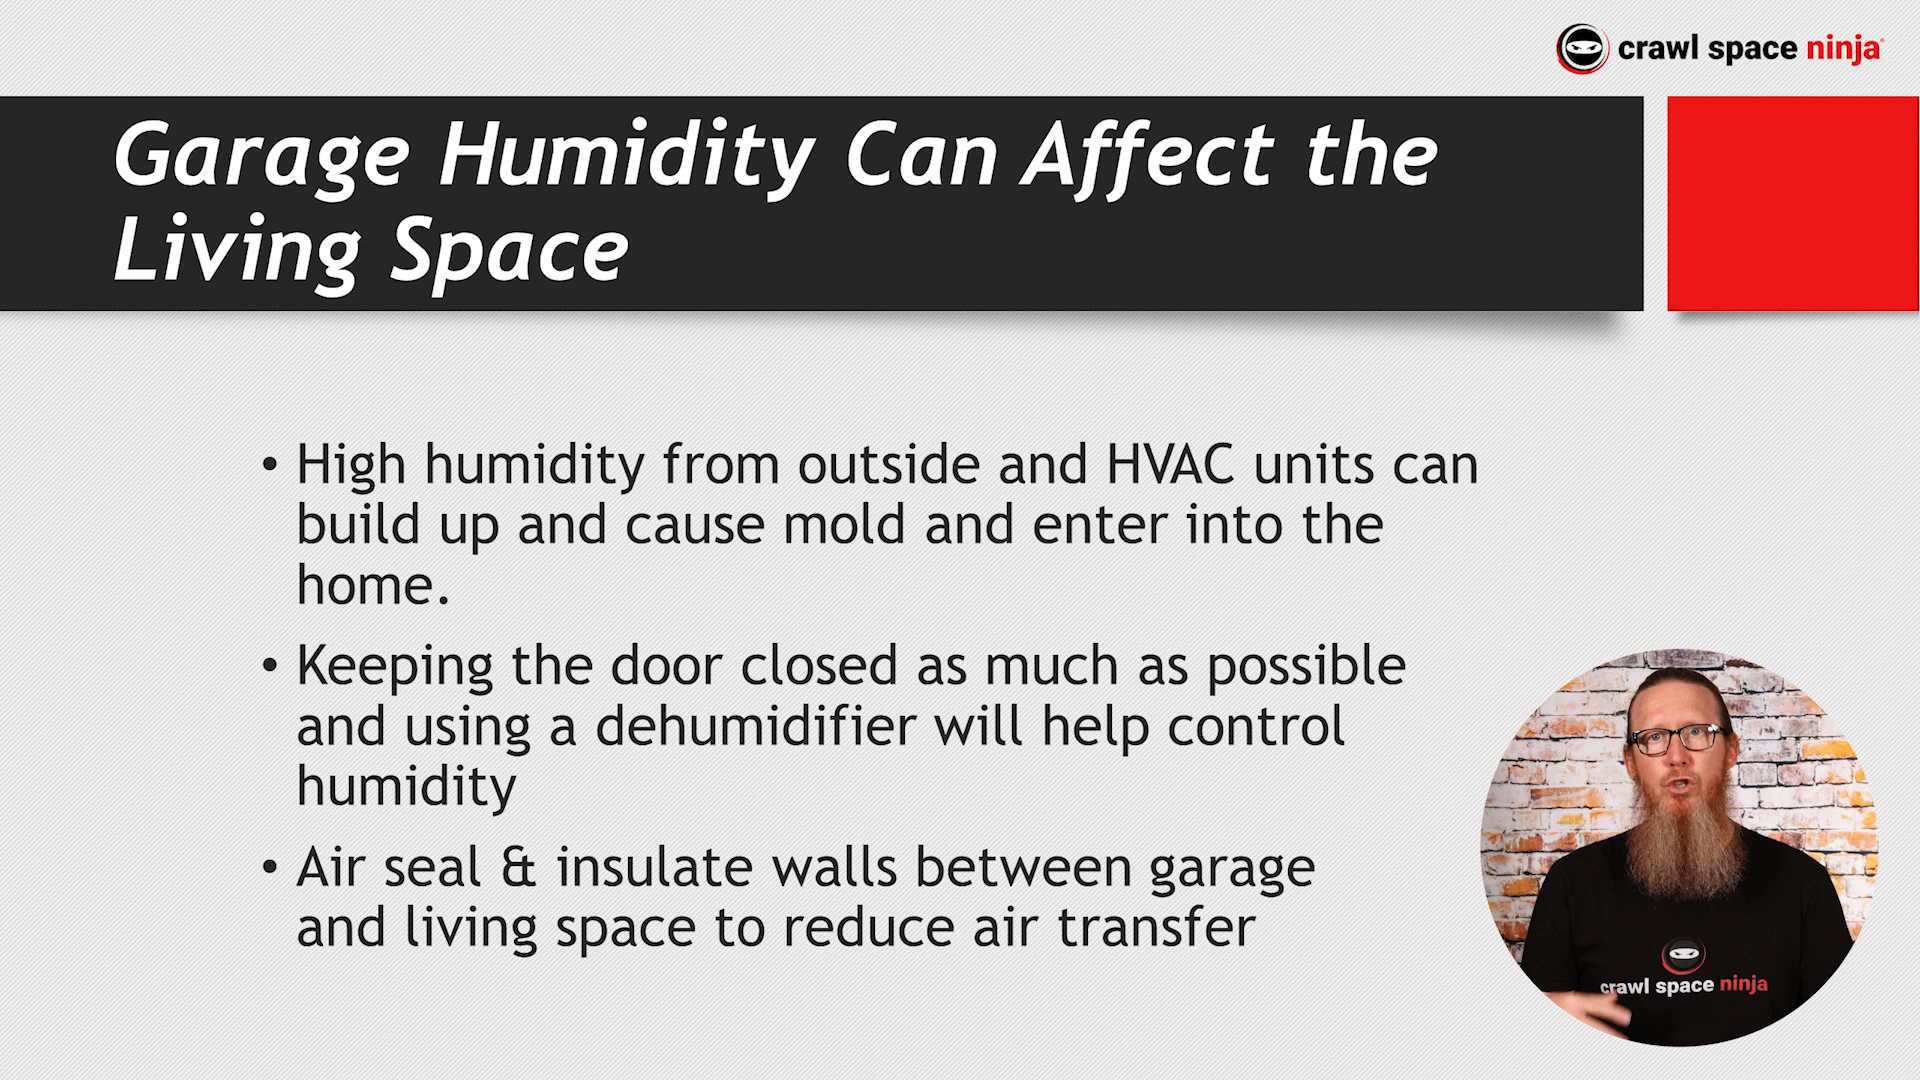 crawl space ninja
Garage Humidity Can Affect the
Living Space
• High humidity from outside and HVAC units can
build up and cause mold and enter into the
home.
• Keeping the door closed as much as possible
and using a dehumidifier will help control
humidity
• Air seal & insulate walls between garage
and living space to reduce air transfer
crawl space ninja